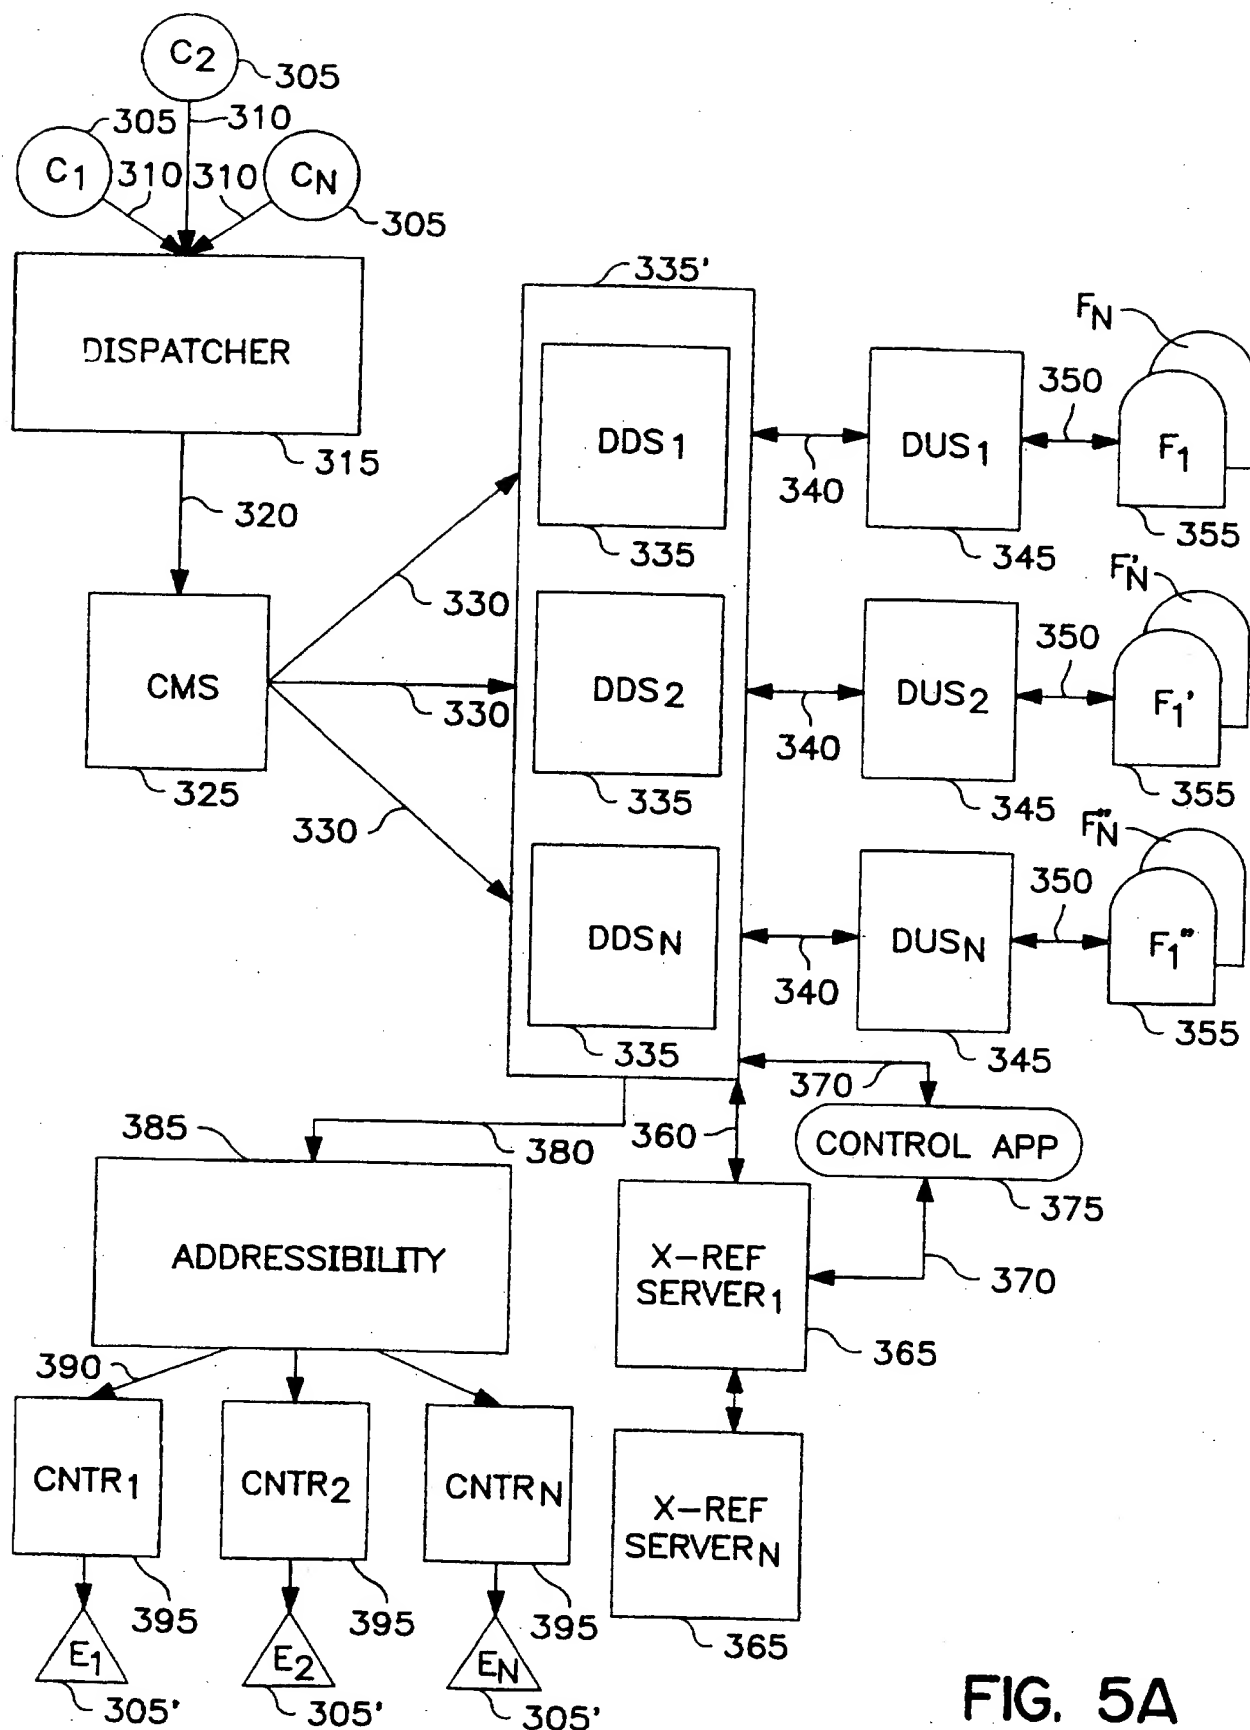 C2
305
305
310
C1
310
310
CN
305
335'
FN
DISPATCHER
350
DDS1
DUS1
F1
315
340
320
335
345
355
F'N
330
350
CMS
DDS2
DUS2
F1'
330
340
325
335
345
355
330
F"N
350
DDSN
DUSN
F1"
340
335
345
355
370
385
380
360
CONTROL APP
375
ADDRESSIBILITY
X-REF
SERVER1
370
390
365
CNTR1
CNTR2
CNTRN
X-REF
SERVERN
395
395
395
365
E1
E2
EN
305'
305'
305'
FIG. 5A